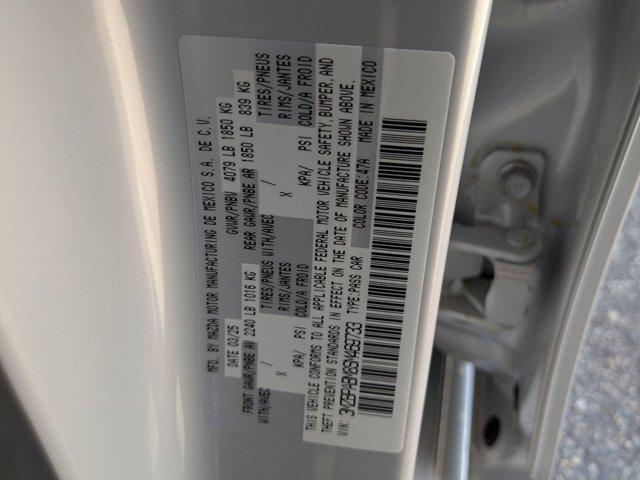 MFD. BY MAZDA MOTOR MANUFACTURING DE MEXICO S.A. DE C.V.
DATE 03/25 GVWR/PNBV 4079 LB 1850 KG
FRONT GAWR/PNBE AV 2240 LB 1016 KG REAR GAWR/PNBE AR 1850 LB 839 KG
WITH/AVEC TIRES/PNEUS WITH/AVEC TIRES/PNEUS
/ RIMS/JANTES / RIMS/JANTES
X X
KPA/ PSI COLD/A FROID KPA/ PSI COLD/A FROID
THIS VEHICLE CONFORMS TO ALL APPLICABLE FEDERAL MOTOR VEHICLE SAFETY, BUMPER, AND
THEFT PREVENTION STANDARDS IN EFFECT ON THE DATE OF MANUFACTURE SHOWN ABOVE.
VIN: TYPE:PASS CAR COLOR CODE:47A MADE IN MEXICO